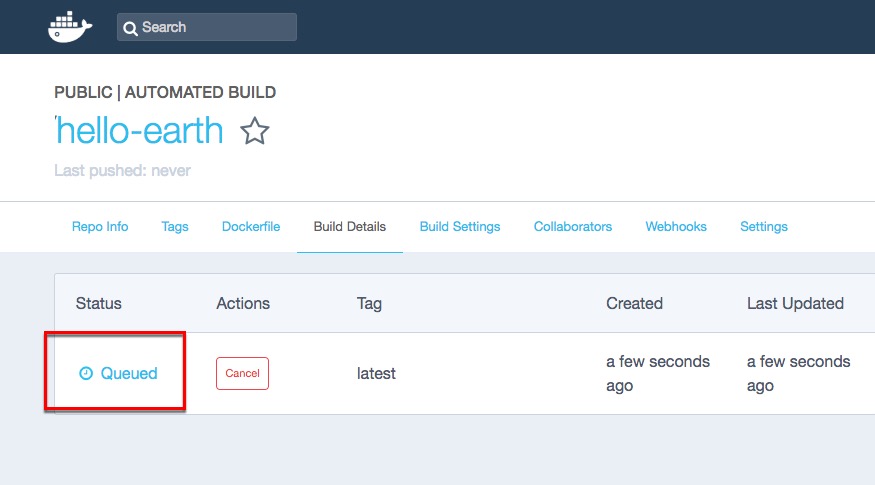 Search
PUBLIC | AUTOMATED BUILD
hello-earth
Last pushed: never
Repo Info Tags Dockerfile Build Details Build Settings Collaborators Webhooks Settings
Status Actions Tag Created Last Updated
Queued Cancel latest a few seconds ago a few seconds ago